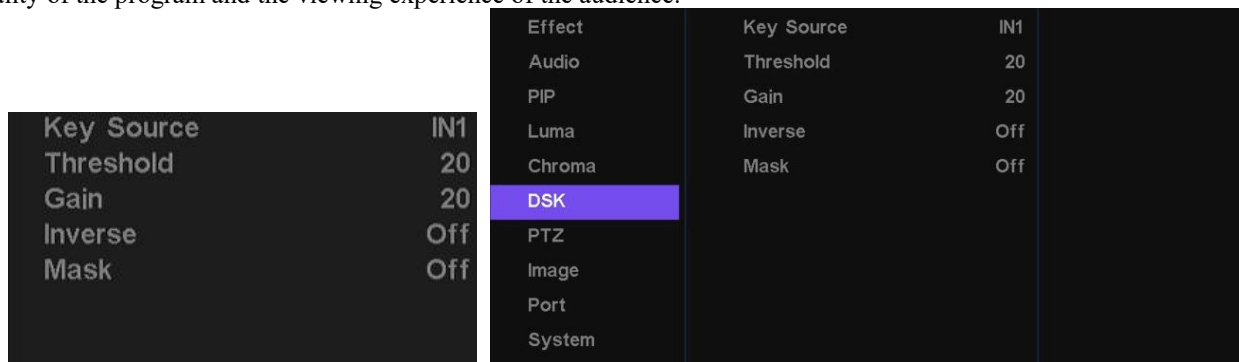 of the program and the viewing experience of the audience.
Key Source IN1
Threshold 20
Gain 20
Inverse Off
Mask Off
Effect Key Source IN1
Audio Threshold 20
PIP Gain 20
Luma Inverse Off
Chroma Mask Off
DSK
PTZ
Image
Port
System